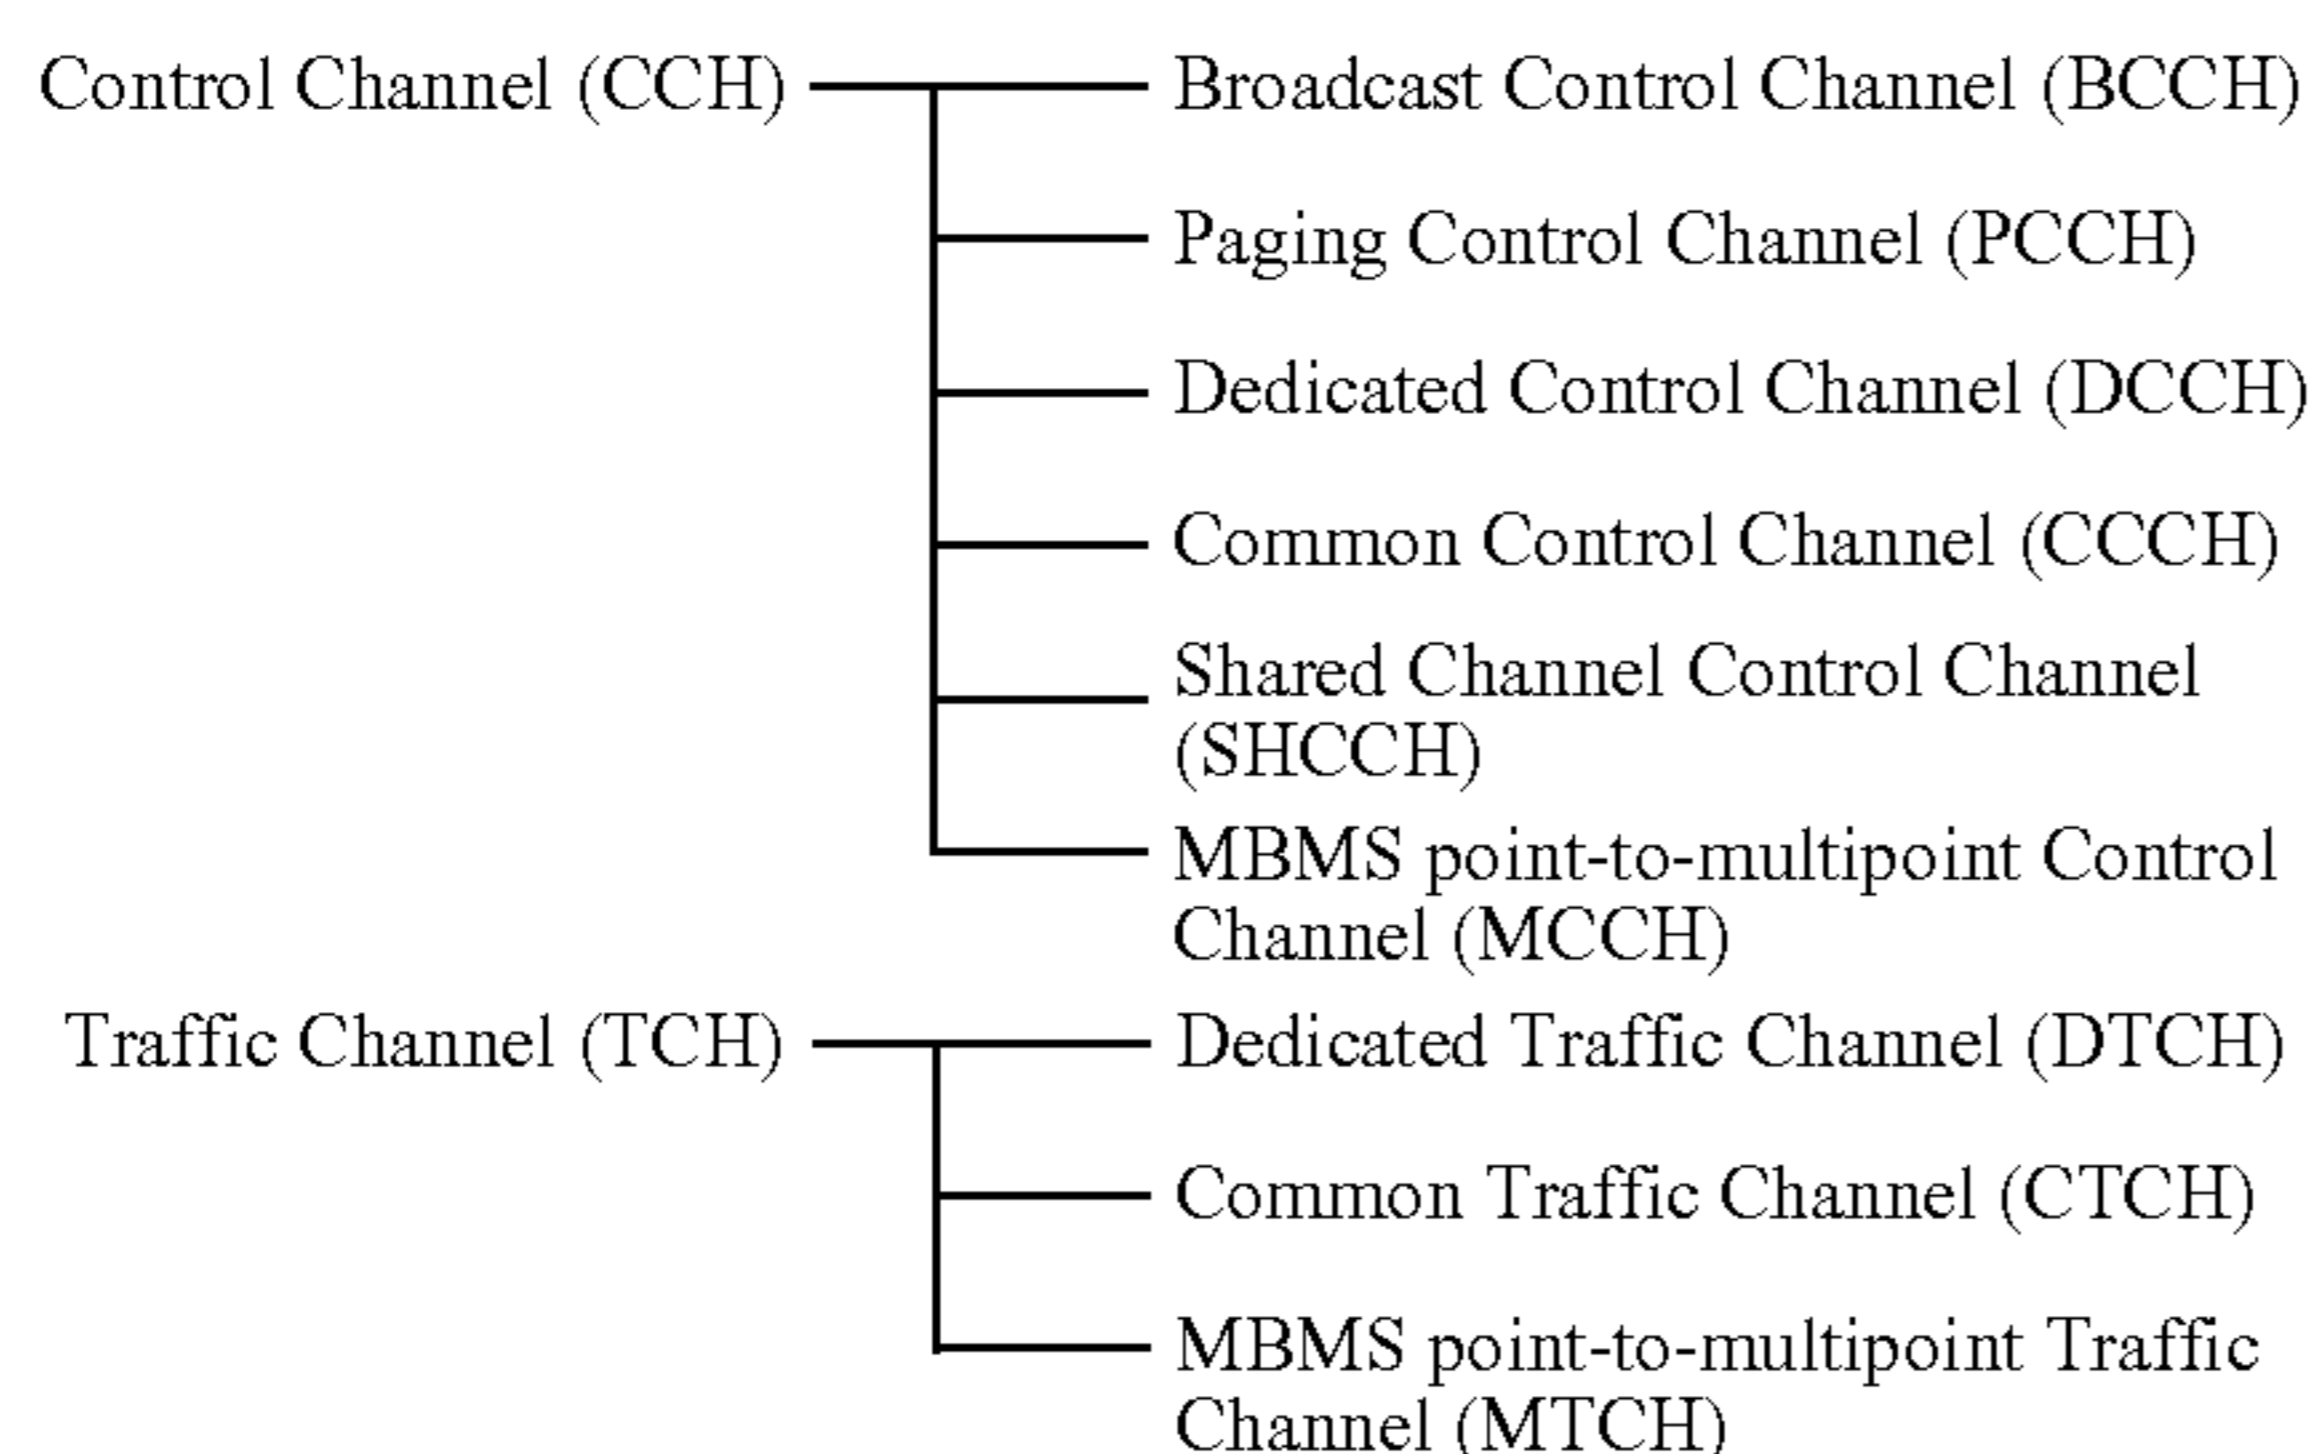 Control Channel (CCH)
Broadcast Control Channel (BCCH)
Paging Control Channel (PCCH)
Dedicated Control Channel (DCCH)
Common Control Channel (CCCH)
Shared Channel Control Channel
(SHCCH)
MBMS point-to-multipoint Control
Channel (MCCH)
Traffic Channel (TCH)
Dedicated Traffic Channel (DTCH)
Common Traffic Channel (CTCH)
MBMS point-to-multipoint Traffic
Channel (MTCH)